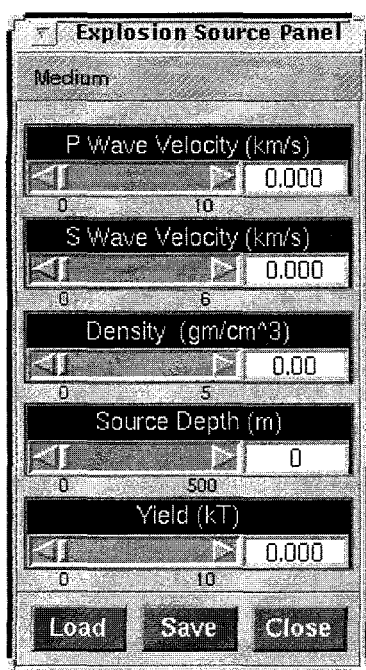 Explosion Source Panel
Medium
P Wave Velocity (km/s)
0.000
0 10
S Wave Velocity (km/s)
0.000
0 6
Density (gm/cm^3)
0.00
0 5
Source Depth (m)
0
0 500
Yield (kT)
0.000
0 10
Load Save Close